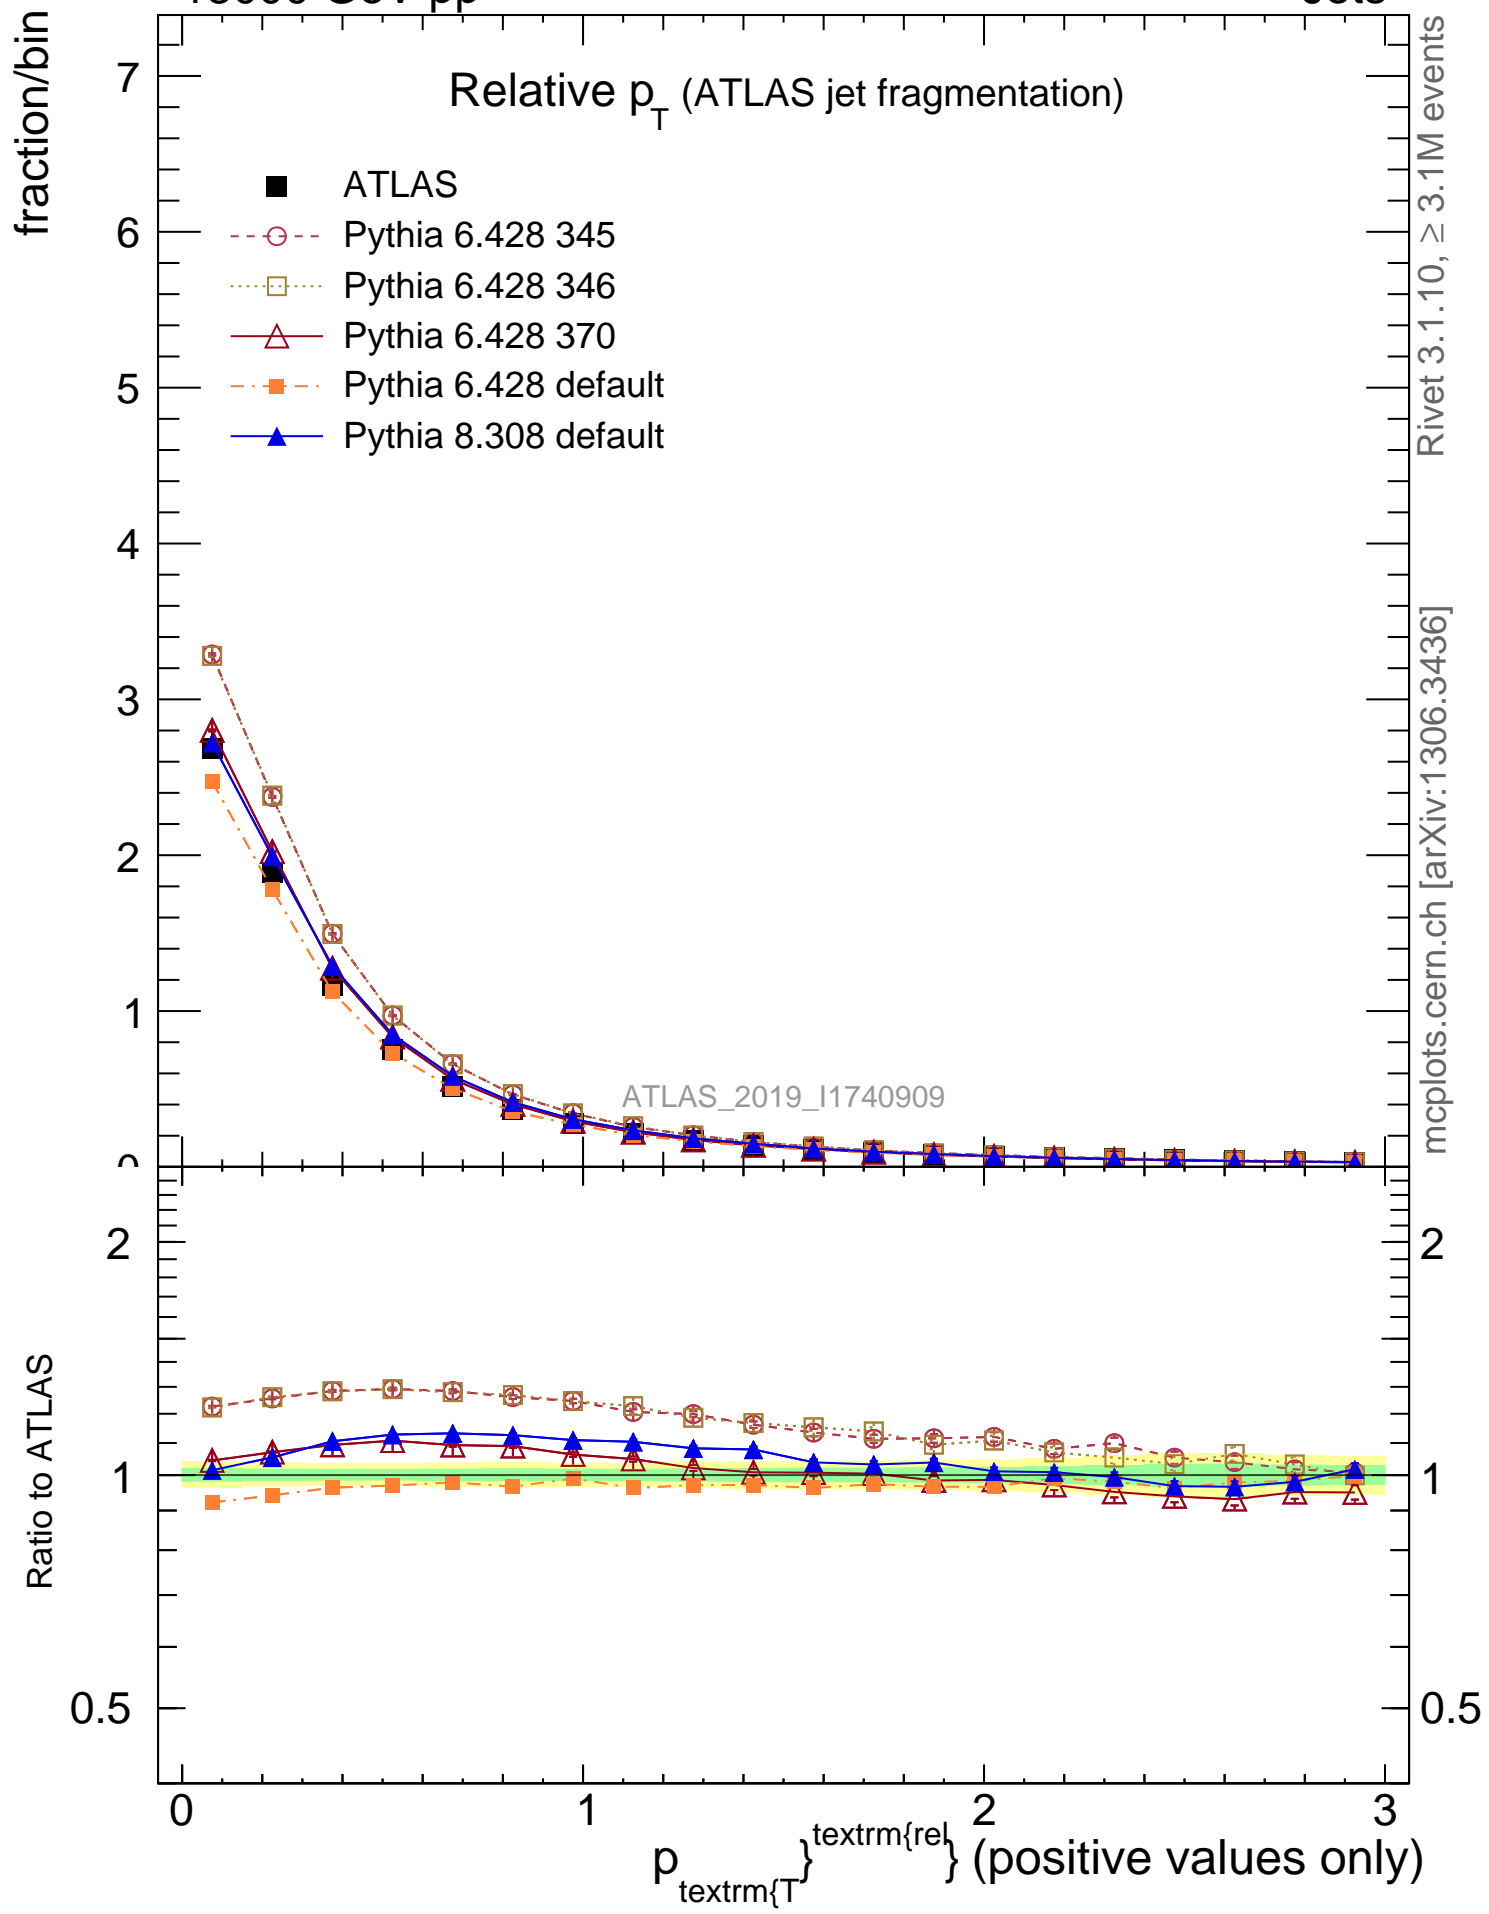 fraction/bin
Relative p_T (ATLAS jet fragmentation)
ATLAS
Pythia 6.428 345
Pythia 6.428 346
Pythia 6.428 370
Pythia 6.428 default
Pythia 8.308 default
7
6
5
4
3
2
1
0
ATLAS_2019_I1740909
Rivet 3.1.10, ≥ 3.1M events
mcplots.cern.ch [arXiv:1306.3436]
Ratio to ATLAS
2
1
0.5
2
1
0.5
0 1 2 3
p_textrm{T}^textrm{rel} (positive values only)